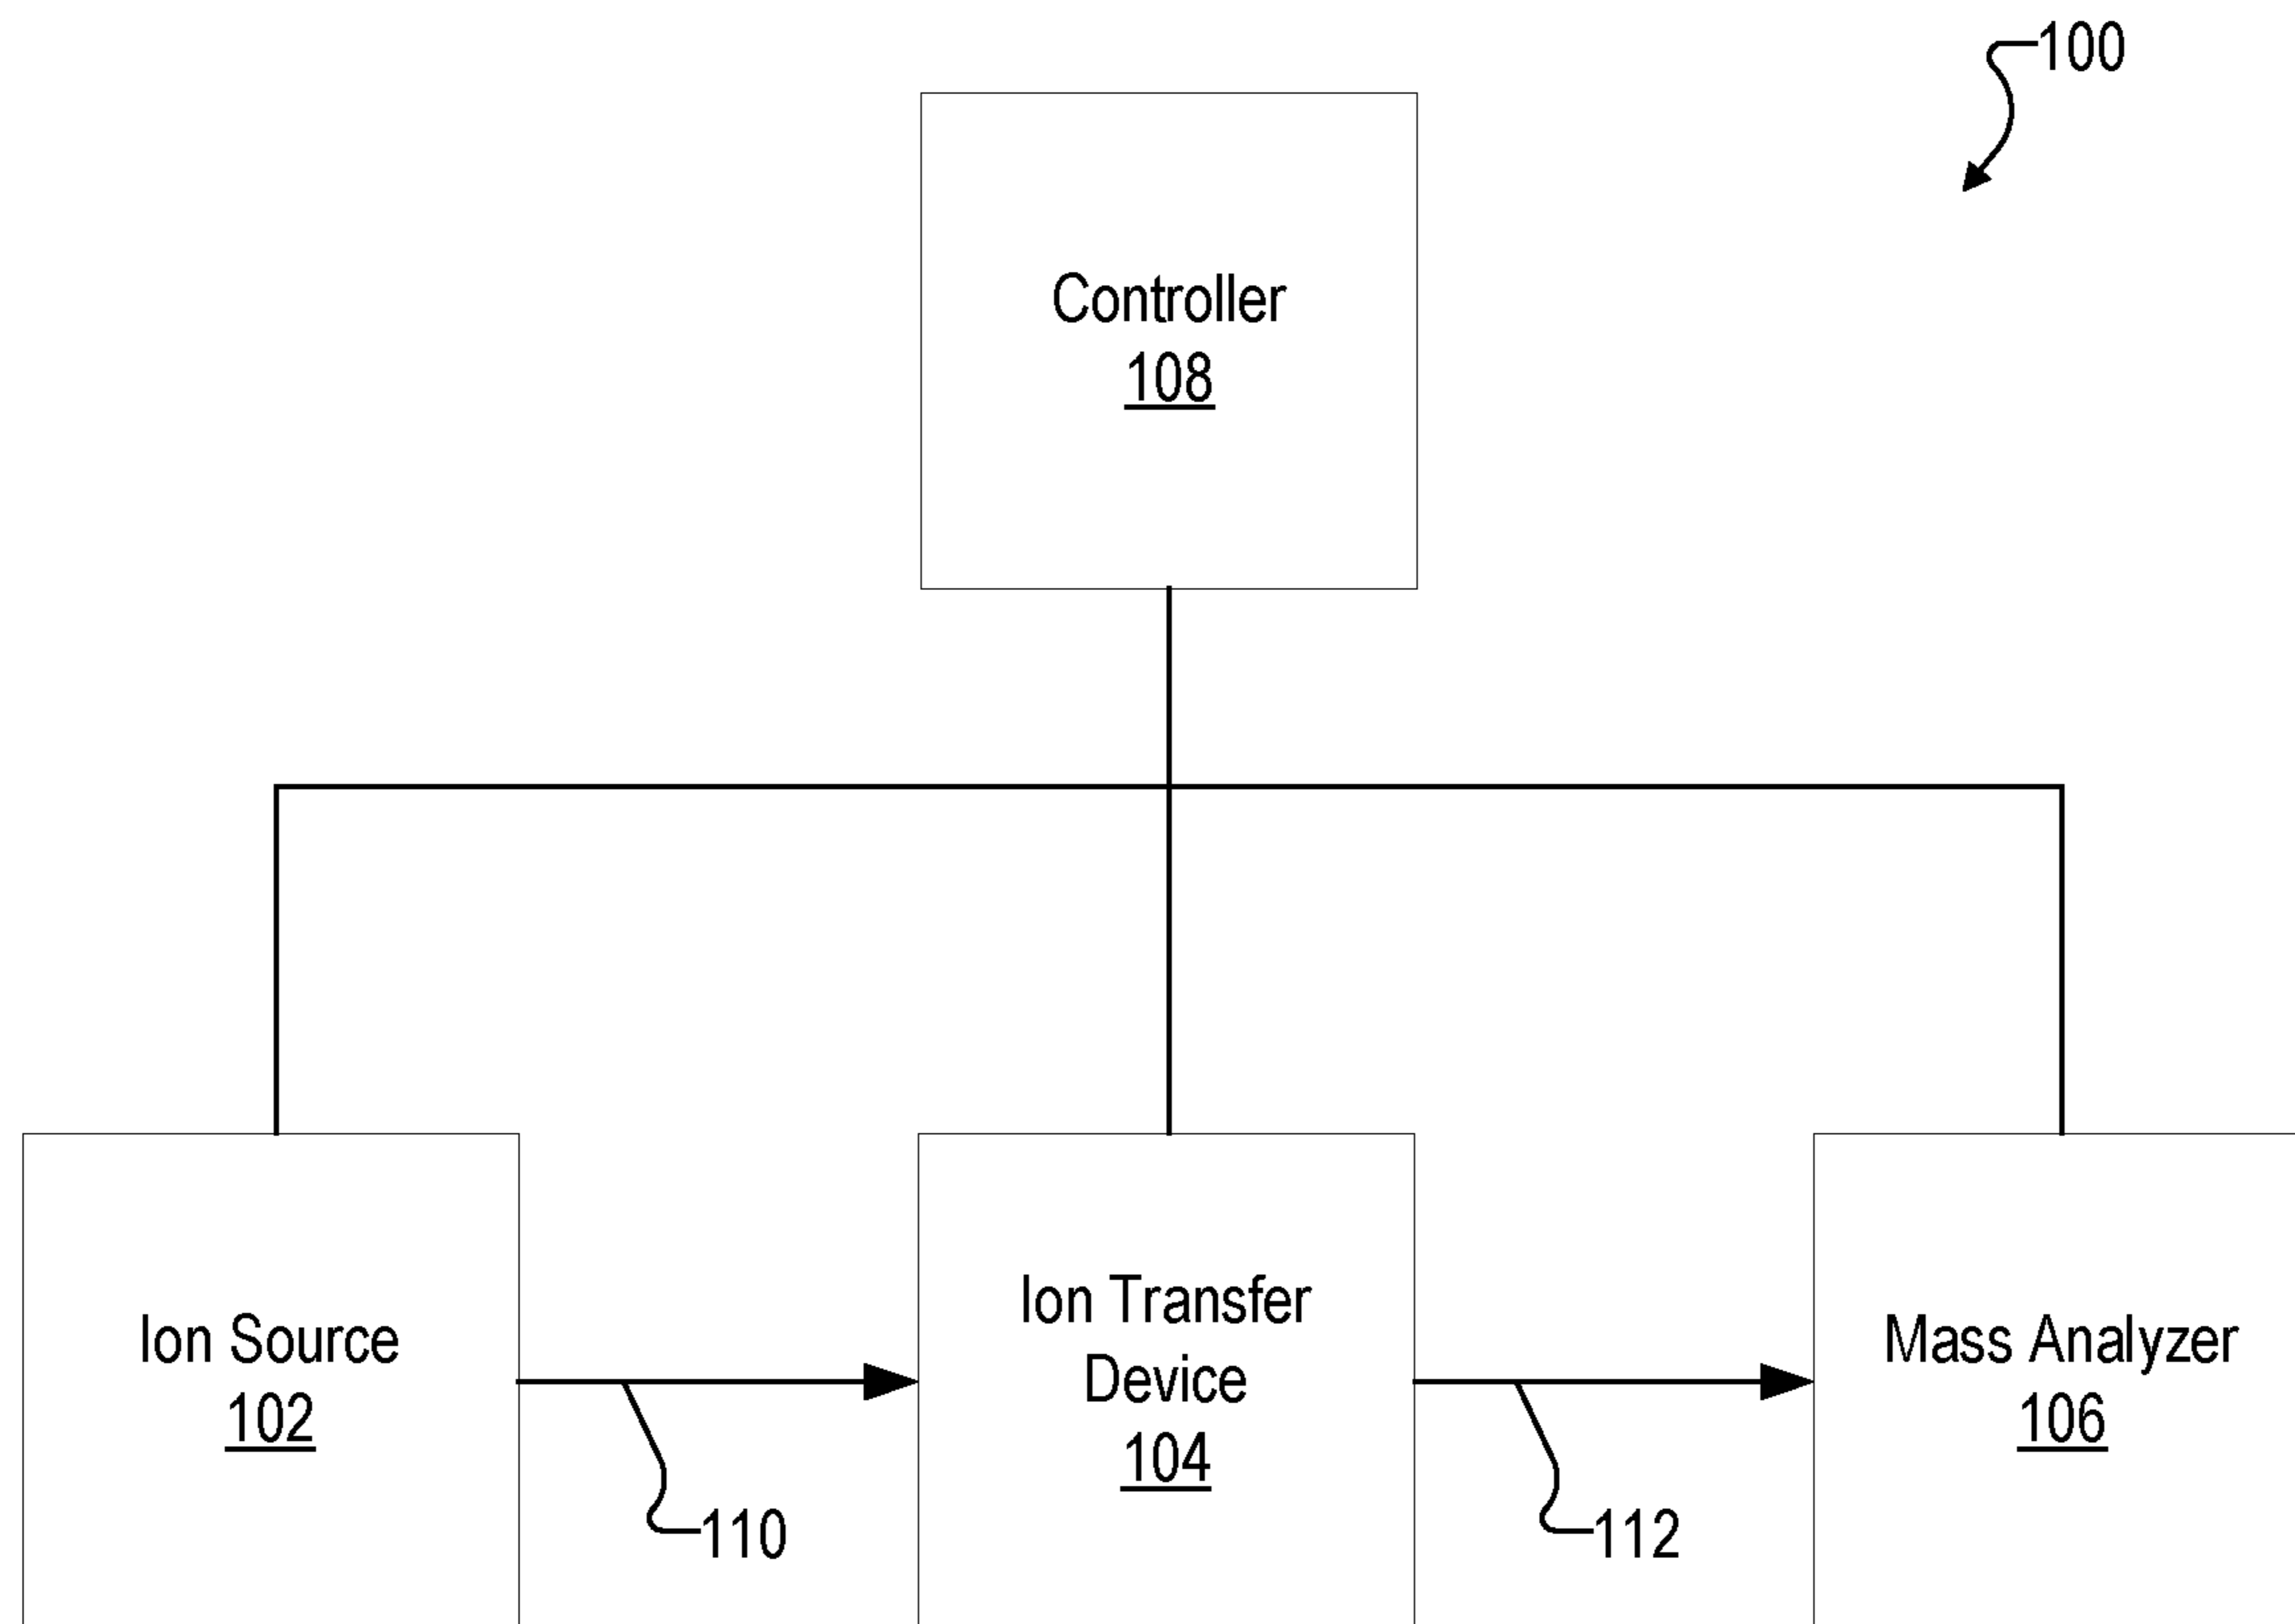 100
Controller
108
Ion Source
102
110
Ion Transfer
Device
104
112
Mass Analyzer
106